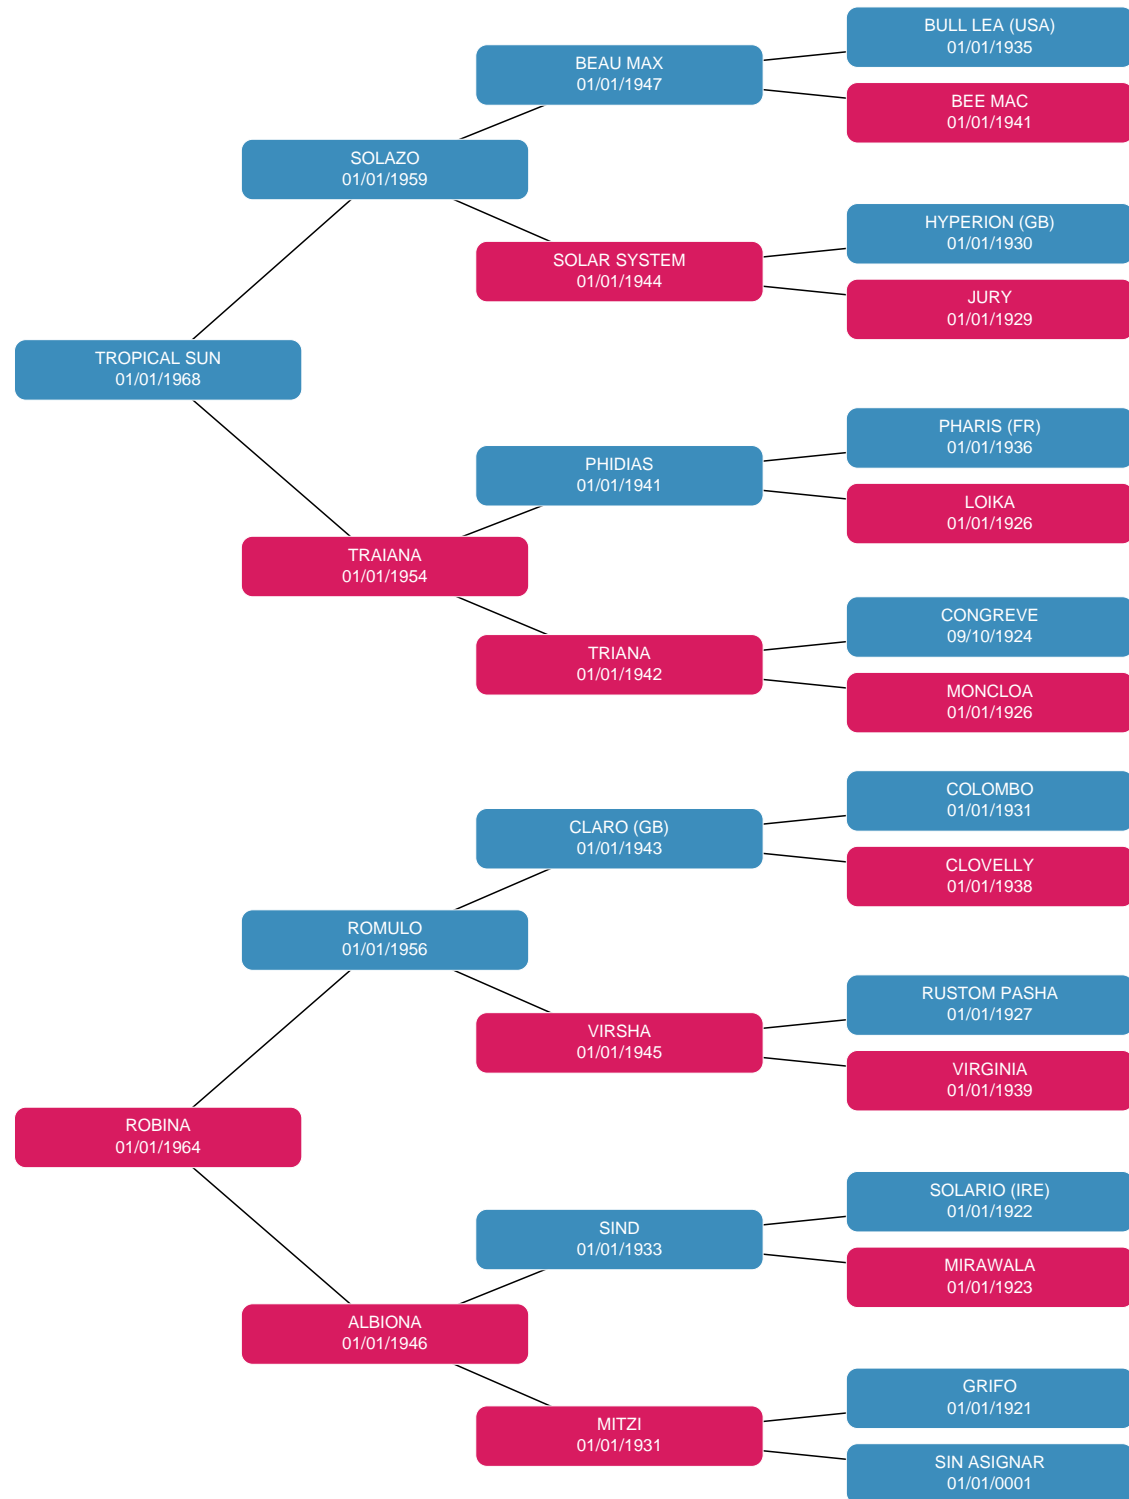 BULL LEA (USA)
01/01/1935
BEAU MAX
01/01/1947
BEE MAC
01/01/1941
SOLAZO
01/01/1959
HYPERION (GB)
01/01/1930
SOLAR SYSTEM
01/01/1944
JURY
01/01/1929
TROPICAL SUN
01/01/1968
PHARIS (FR)
01/01/1936
PHIDIAS
01/01/1941
LOIKA
01/01/1926
TRAIANA
01/01/1954
CONGREVE
09/10/1924
TRIANA
01/01/1942
MONCLOA
01/01/1926
COLOMBO
01/01/1931
CLARO (GB)
01/01/1943
CLOVELLY
01/01/1938
ROMULO
01/01/1956
RUSTOM PASHA
01/01/1927
VIRSHA
01/01/1945
VIRGINIA
01/01/1939
ROBINA
01/01/1964
SOLARIO (IRE)
01/01/1922
SIND
01/01/1933
MIRAWALA
01/01/1923
ALBIONA
01/01/1946
GRIFO
01/01/1921
MITZI
01/01/1931
SIN ASIGNAR
01/01/0001